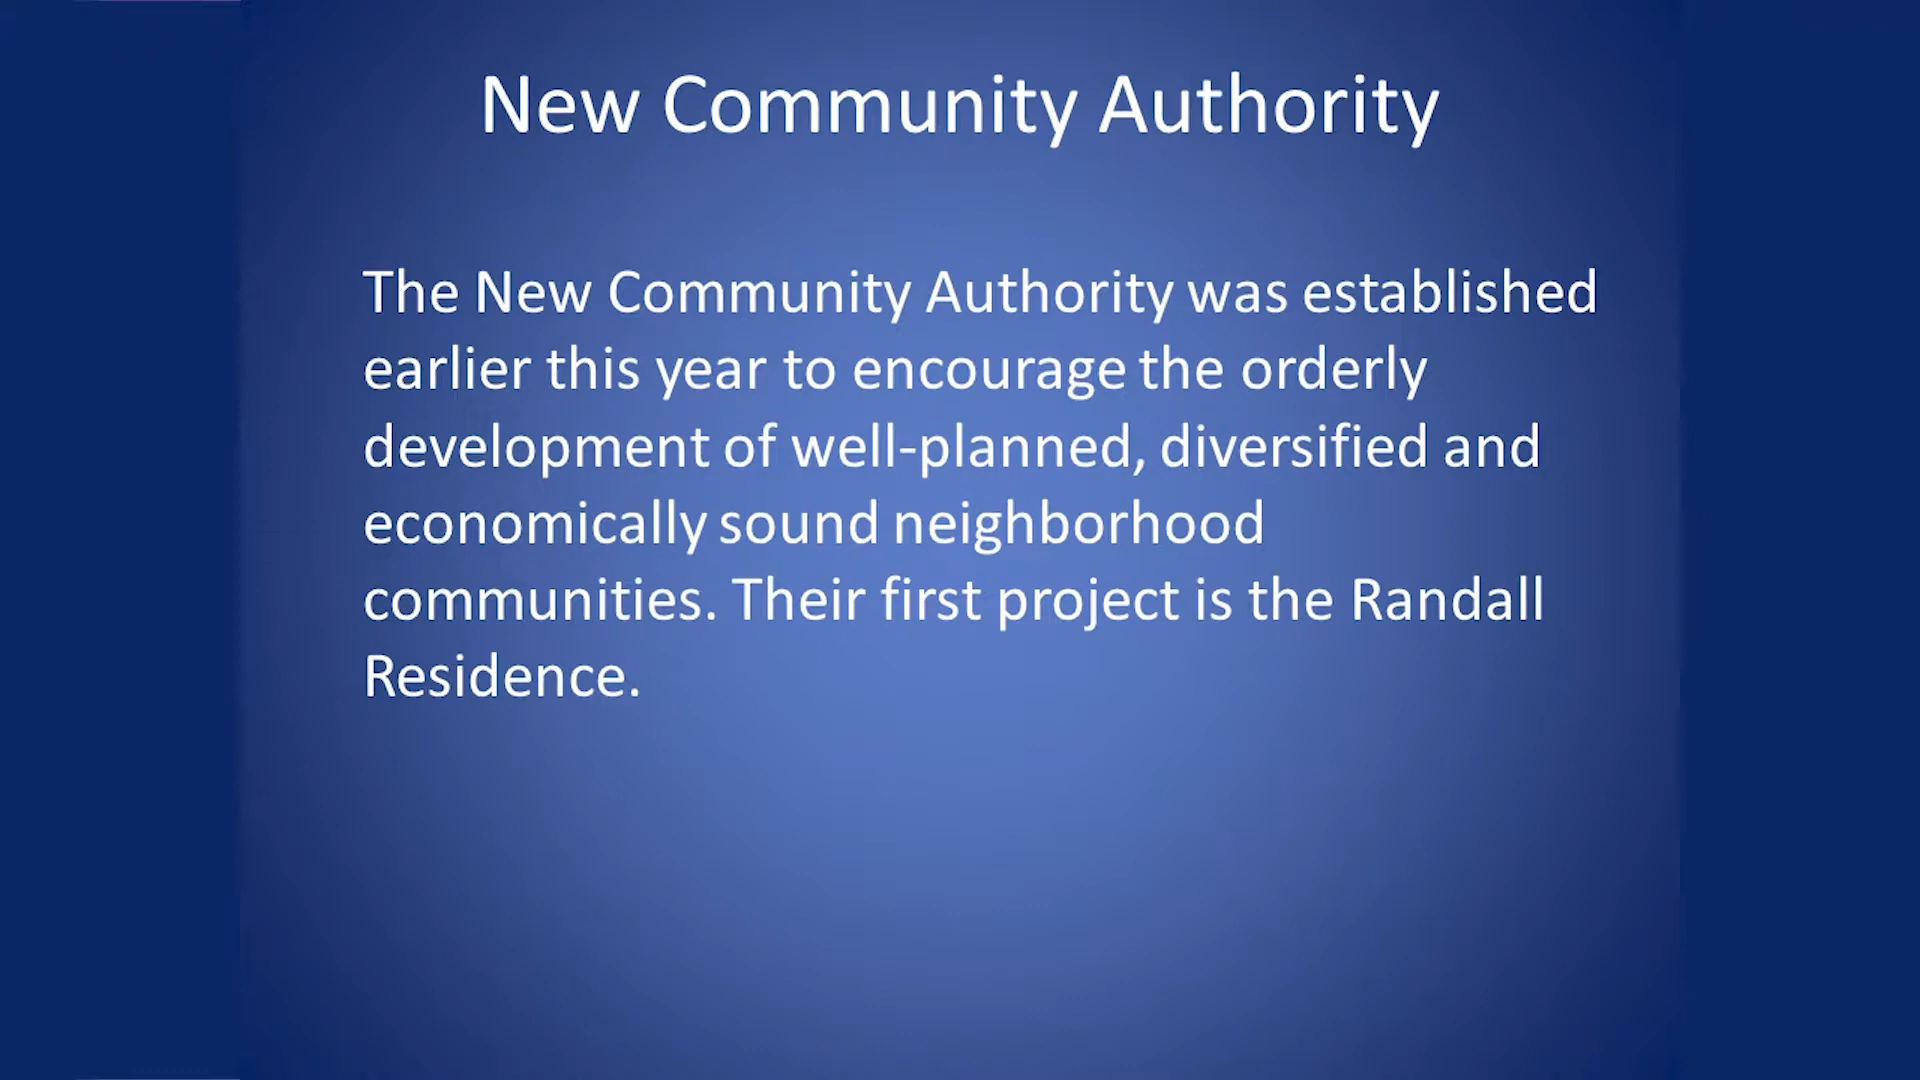 New Community Authority
The New Community Authority was established
earlier this year to encourage the orderly
development of well-planned, diversified and
economically sound neighborhood
communities. Their first project is the Randall
Residence.